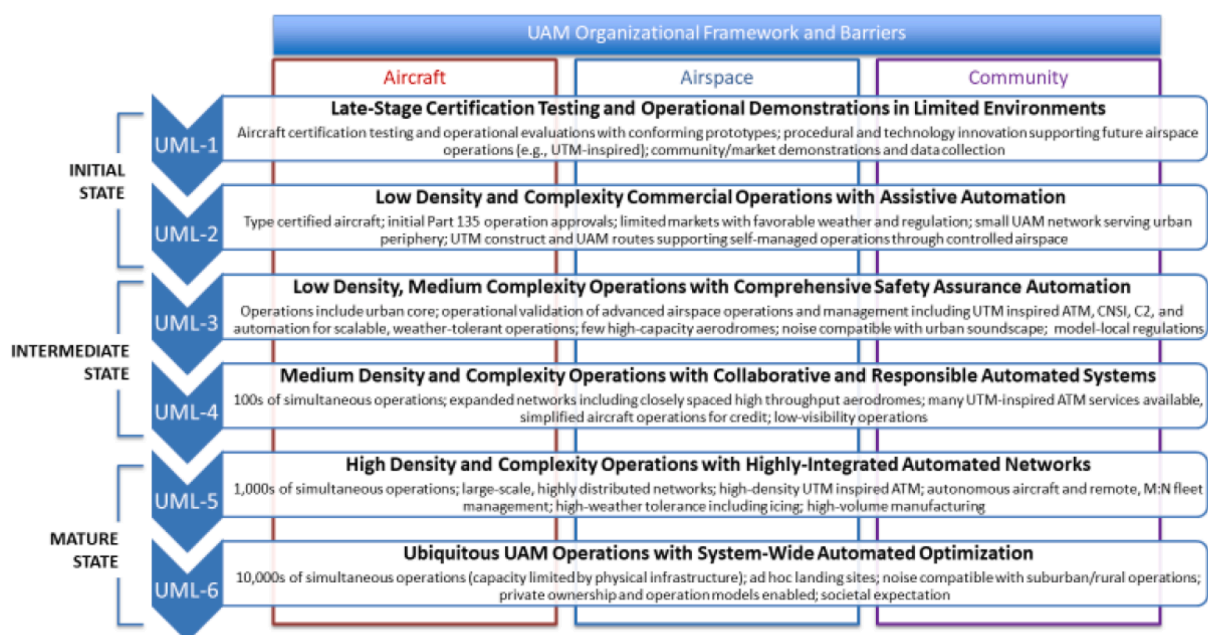 UAM Organizational Framework and Barriers
Aircraft
Airspace
Community
INITIAL
STATE
UML-1
Late-Stage Certification Testing and Operational Demonstrations in Limited Environments
Aircraft certification testing and operational evaluations with conforming prototypes; procedural and technology innovation supporting future airspace
operations (e.g., UTM-inspired); community/market demonstrations and data collection
UML-2
Low Density and Complexity Commercial Operations with Assistive Automation
Type certified aircraft; initial Part 135 operation approvals; limited markets with favorable weather and regulation; small UAM network serving urban
periphery; UTM construct and UAM routes supporting self-managed operations through controlled airspace
INTERMEDIATE
STATE
UML-3
Low Density, Medium Complexity Operations with Comprehensive Safety Assurance Automation
Operations include urban core; operational validation of advanced airspace operations and management including UTM inspired ATM, CNSI, C2, and
automation for scalable, weather-tolerant operations; few high-capacity aerodromes; noise compatible with urban soundscape; model-local regulations
UML-4
Medium Density and Complexity Operations with Collaborative and Responsible Automated Systems
100s of simultaneous operations; expanded networks including closely spaced high throughput aerodromes; many UTM-inspired ATM services available,
simplified aircraft operations for credit; low-visibility operations
MATURE
STATE
UML-5
High Density and Complexity Operations with Highly-Integrated Automated Networks
1,000s of simultaneous operations; large-scale, highly distributed networks; high-density UTM inspired ATM; autonomous aircraft and remote, M:N fleet
management; high-weather tolerance including icing; high-volume manufacturing
UML-6
Ubiquitous UAM Operations with System-Wide Automated Optimization
10,000s of simultaneous operations (capacity limited by physical infrastructure); ad hoc landing sites; noise compatible with suburban/rural operations;
private ownership and operation models enabled; societal expectation